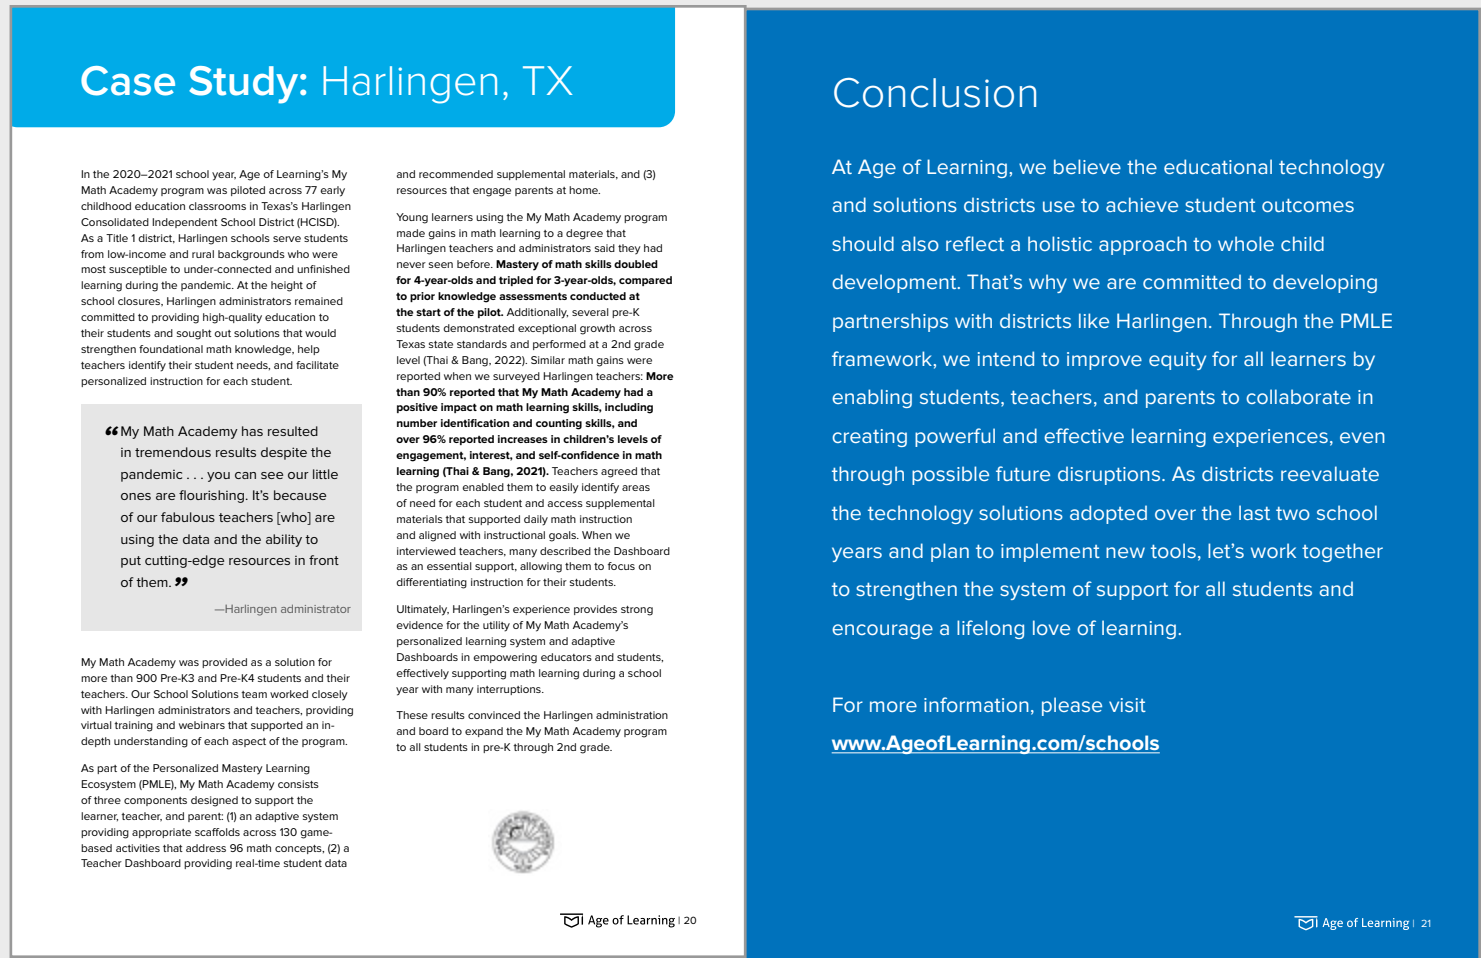 Case Study: Harlingen, TX
In the 2020–2021 school year, Age of Learning’s My
Math Academy program was piloted across 77 early
childhood education classrooms in Texas’s Harlingen
Consolidated Independent School District (HCISD).
As a Title 1 district, Harlingen schools serve students
from low-income and rural backgrounds who were
most susceptible to under-connected and unfinished
learning during the pandemic. At the height of
school closures, Harlingen administrators remained
committed to providing high-quality education to
their students and sought out solutions that would
strengthen foundational math knowledge, help
teachers identify their student needs, and facilitate
personalized instruction for each student.
“My Math Academy has resulted
in tremendous results despite the
pandemic . . . you can see our little
ones are flourishing. It’s because
of our fabulous teachers [who] are
using the data and the ability to
put cutting-edge resources in front
of them.”
—Harlingen administrator
My Math Academy was provided as a solution for
more than 900 Pre-K3 and Pre-K4 students and their
teachers. Our School Solutions team worked closely
with Harlingen administrators and teachers, providing
virtual training and webinars that supported an in-
depth understanding of each aspect of the program.
As part of the Personalized Mastery Learning
Ecosystem (PMLE), My Math Academy consists
of three components designed to support the
learner, teacher, and parent: (1) an adaptive system
providing appropriate scaffolds across 130 game-
based activities that address 96 math concepts, (2) a
Teacher Dashboard providing real-time student data
and recommended supplemental materials, and (3)
resources that engage parents at home.
Young learners using the My Math Academy program
made gains in math learning to a degree that
Harlingen teachers and administrators said they had
never seen before. Mastery of math skills doubled
for 4-year-olds and tripled for 3-year-olds, compared
to prior knowledge assessments conducted at
the start of the pilot. Additionally, several pre-K
students demonstrated exceptional growth across
Texas state standards and performed at a 2nd grade
level (Thai & Bang, 2022). Similar math gains were
reported when we surveyed Harlingen teachers: More
than 90% reported that My Math Academy had a
positive impact on math learning skills, including
number identification and counting skills, and
over 96% reported increases in children’s levels of
engagement, interest, and self-confidence in math
learning (Thai & Bang, 2021). Teachers agreed that
the program enabled them to easily identify areas
of need for each student and access supplemental
materials that supported daily math instruction
and aligned with instructional goals. When we
interviewed teachers, many described the Dashboard
as an essential support, allowing them to focus on
differentiating instruction for their students.
Ultimately, Harlingen’s experience provides strong
evidence for the utility of My Math Academy’s
personalized learning system and adaptive
Dashboards in empowering educators and students,
effectively supporting math learning during a school
year with many interruptions.
These results convinced the Harlingen administration
and board to expand the My Math Academy program
to all students in pre-K through 2nd grade.
Age of Learning | 20
Conclusion
At Age of Learning, we believe the educational technology
and solutions districts use to achieve student outcomes
should also reflect a holistic approach to whole child
development. That’s why we are committed to developing
partnerships with districts like Harlingen. Through the PMLE
framework, we intend to improve equity for all learners by
enabling students, teachers, and parents to collaborate in
creating powerful and effective learning experiences, even
through possible future disruptions. As districts reevaluate
the technology solutions adopted over the last two school
years and plan to implement new tools, let’s work together
to strengthen the system of support for all students and
encourage a lifelong love of learning.
For more information, please visit
www.AgeofLearning.com/schools
Age of Learning | 21